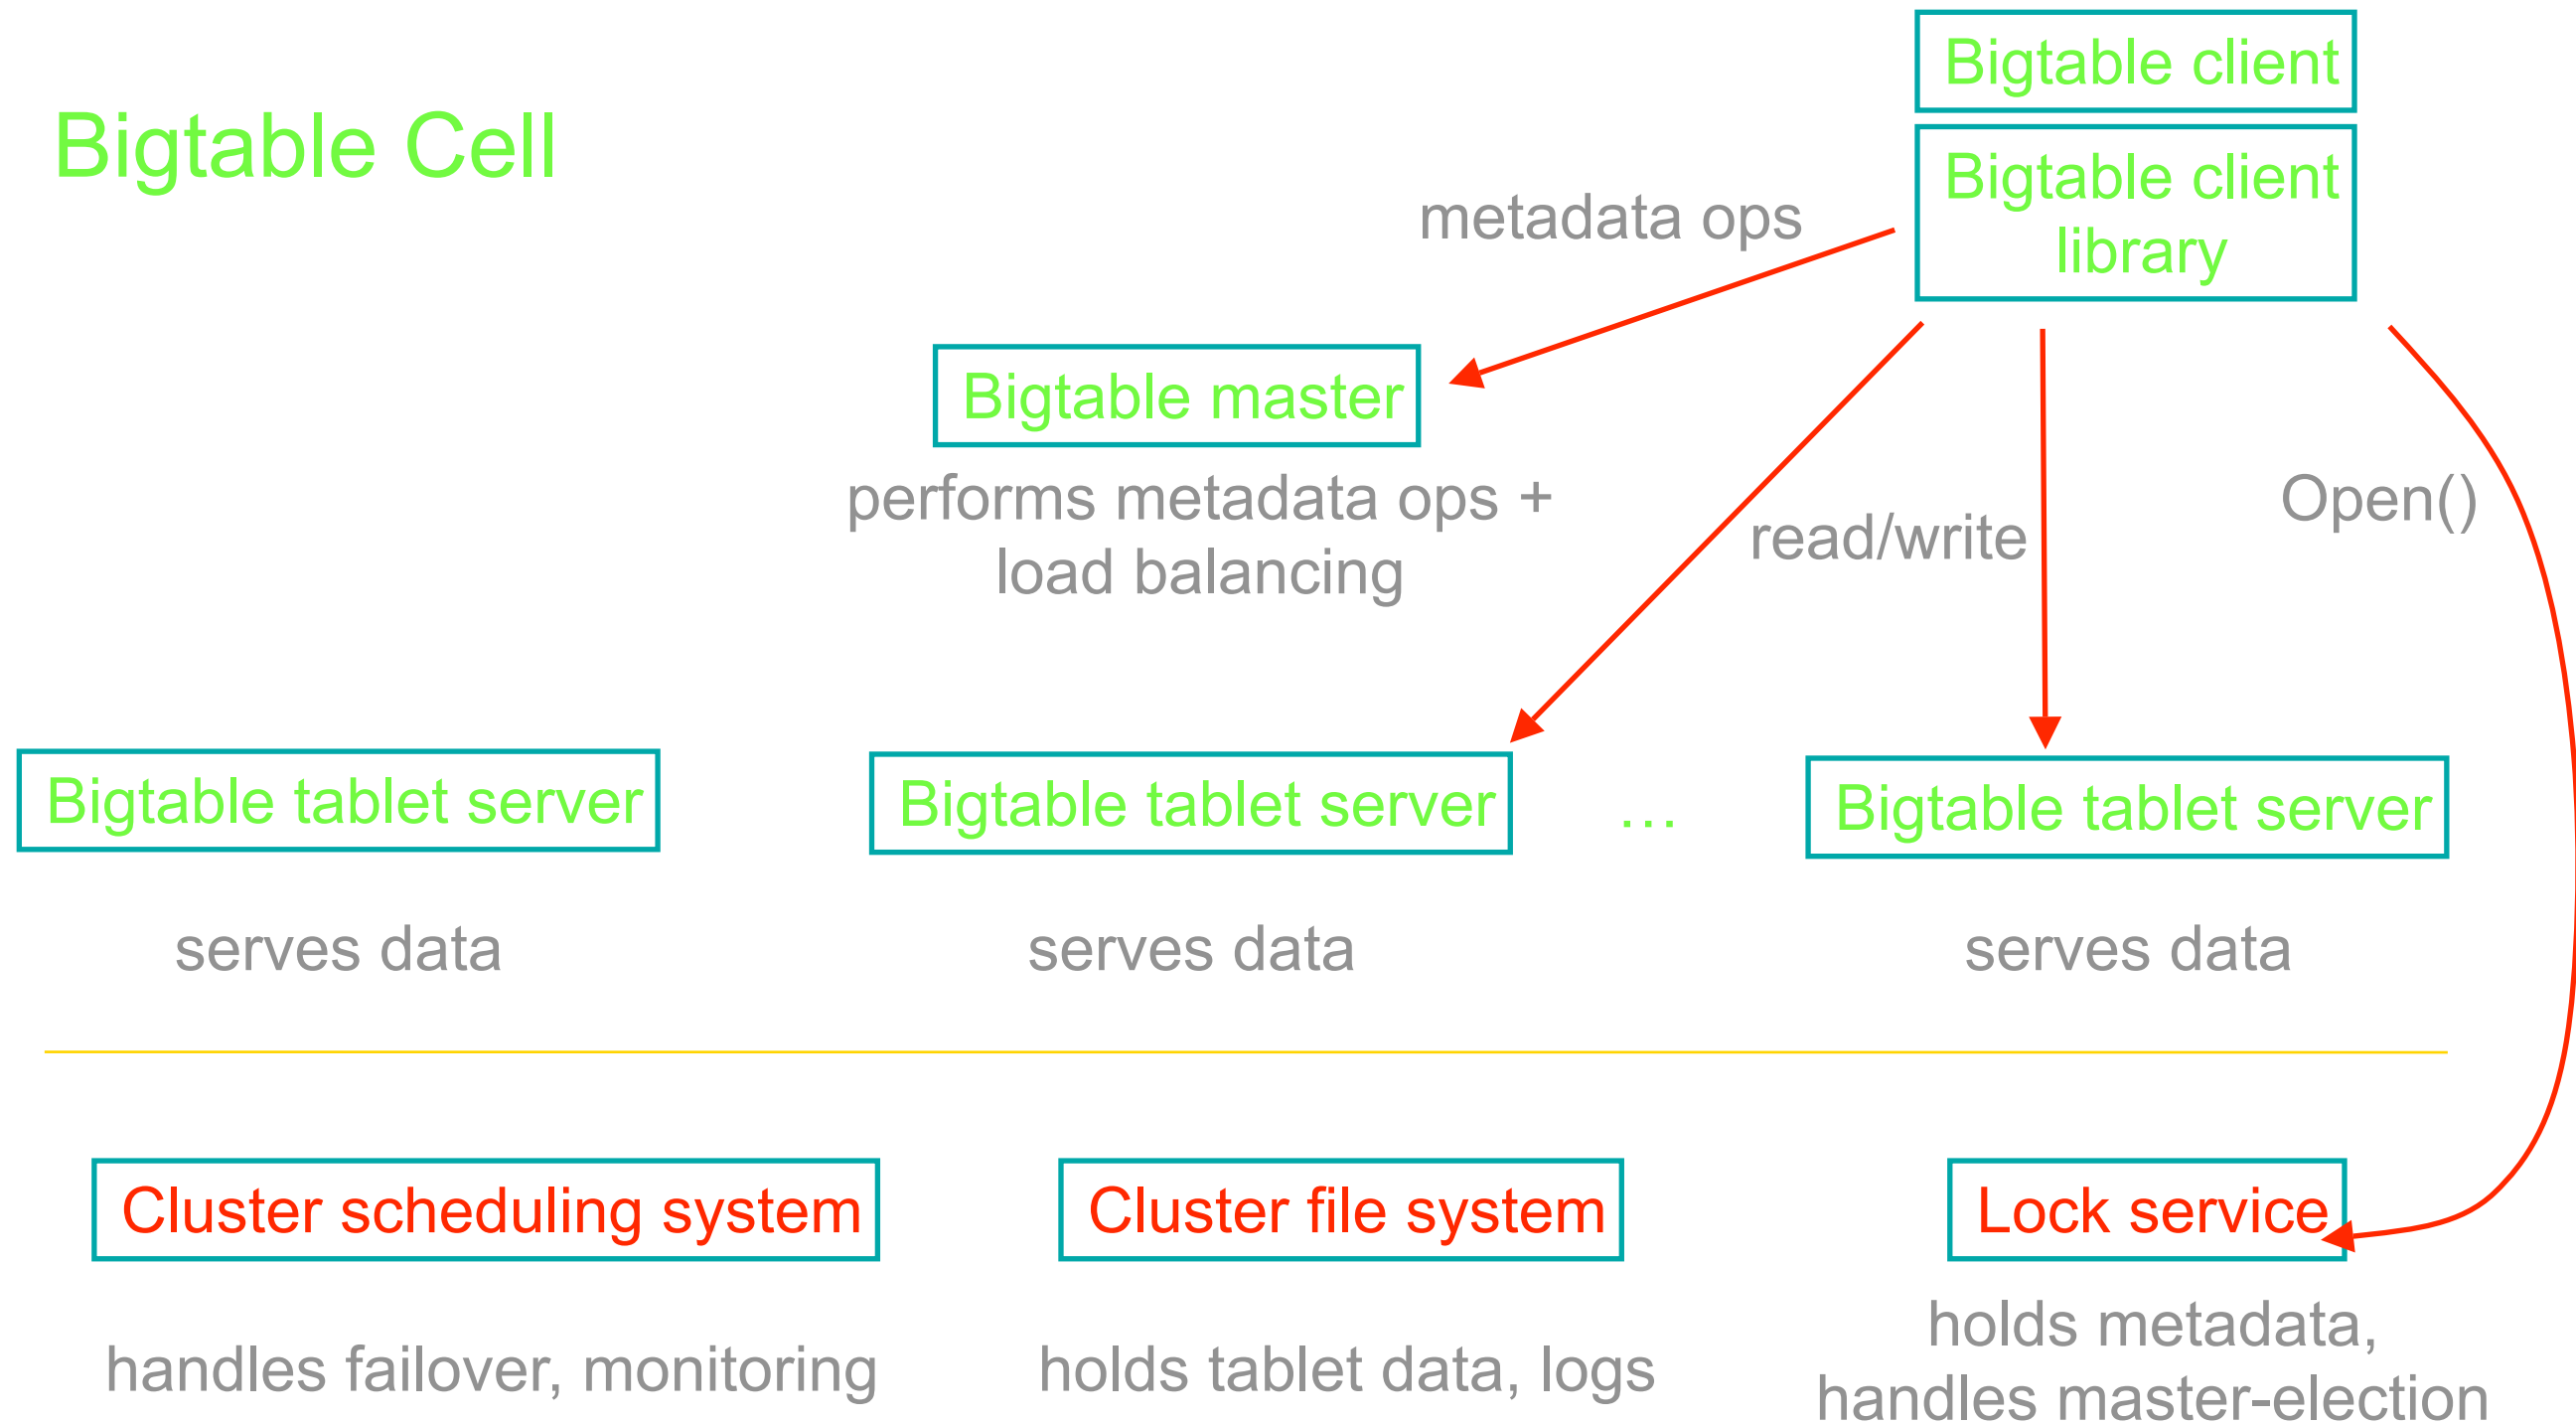 Bigtable Cell
Bigtable client
Bigtable client
library
metadata ops
Bigtable master
performs metadata ops +
load balancing
read/write
Open()
Bigtable tablet server
Bigtable tablet server
...
Bigtable tablet server
serves data
serves data
serves data
Cluster scheduling system
Cluster file system
Lock service
handles failover, monitoring
holds tablet data, logs
holds metadata,
handles master-election